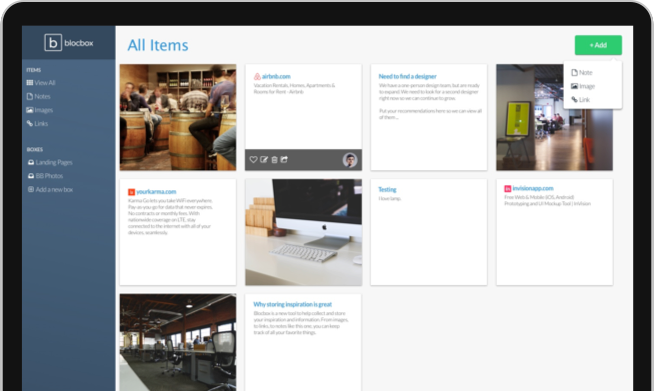 b blocbox
All Items
+ Add
ITEMS
View All
Notes
Images
Links
BOXES
Landing Pages
BB Photos
Add a new box
Note
Image
Link
airbnb.com
Vacation Rentals, Homes, Apartments &
Rooms for Rent - Airbnb
Need to find a designer
We have a one person design team, but are ready
to expand. We need to look for a second designer
right now so we can continue to grow.
Put your recommendations here so we can view all
of them...
yourkarma.com
Karma Go lets you take WiFi everywhere.
Pay as you go for data that never expires.
No contracts or monthly fees. With
nationwide coverage on LTE, stay
connected to the internet with all of your
devices, seamlessly.
Testing
I love lamp.
in invisionapp.com
Free Web & Mobile (iOS, Android)
Prototyping and UI Mockup Tool | InVision
Why storing inspiration is great
Blocbox is a new tool to help collect and store
your inspiration and information. From images,
to links, to notes like this one, you can keep
track of all your favorite things.